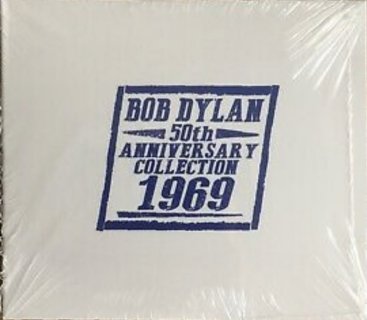 BOB DYLAN
50th
ANNIVERSARY
COLLECTION
1969